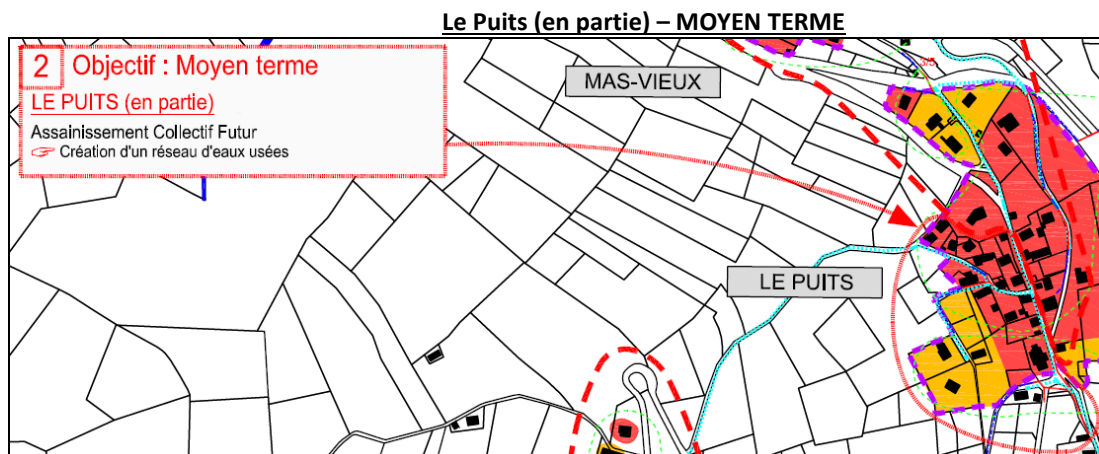 Le Puits (en partie) – MOYEN TERME
2 Objectif : Moyen terme
LE PUITS (en partie)
Assainissement Collectif Futur
☞ Création d'un réseau d'eaux usées
MAS-VIEUX
LE PUITS